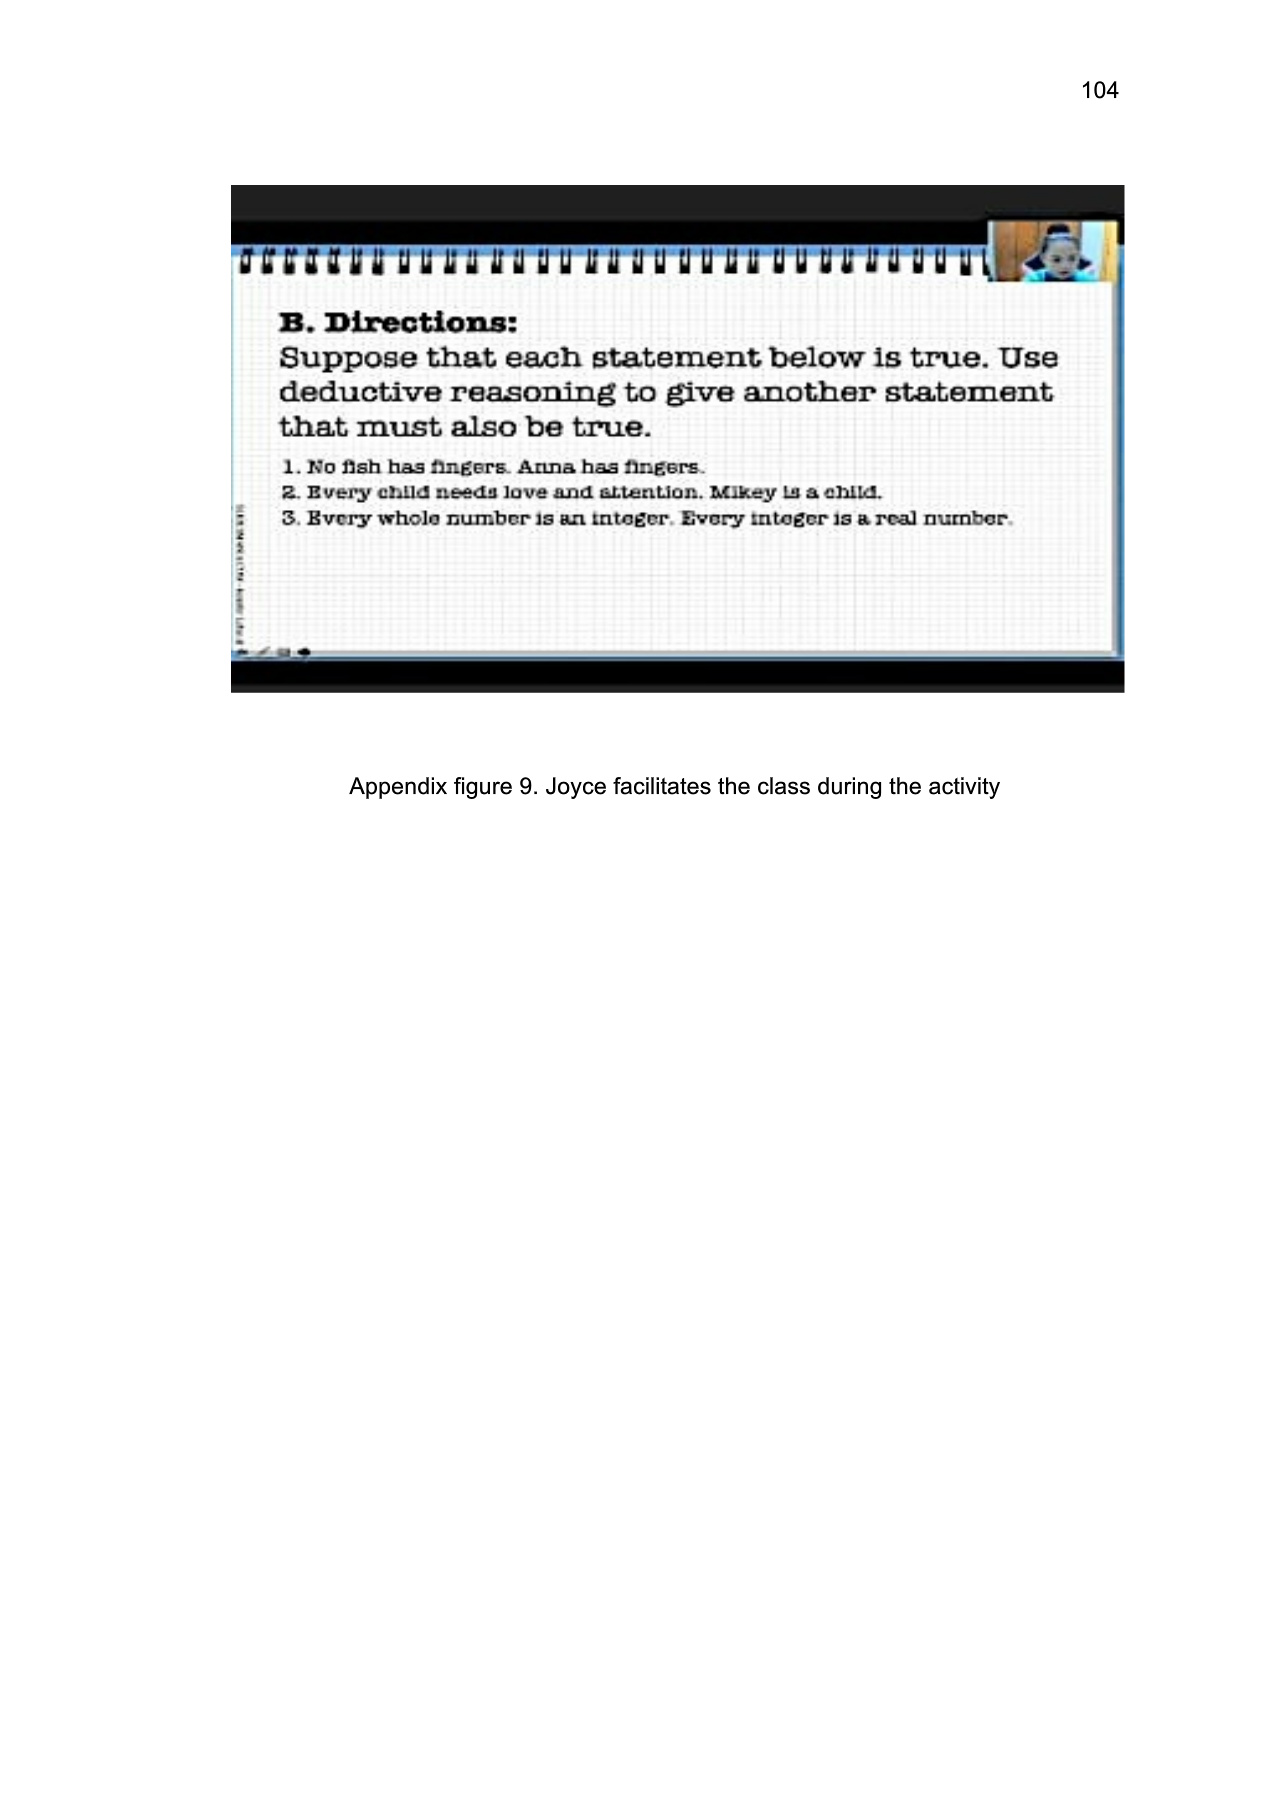 104
B. Directions:
Suppose that each statement below is true. Use
deductive reasoning to give another statement
that must also be true.
1. No fish has fingers. Anna has fingers.
2. Every child needs love and attention. Mikey is a child.
3. Every whole number is an integer. Every integer is a real number.
Appendix figure 9. Joyce facilitates the class during the activity